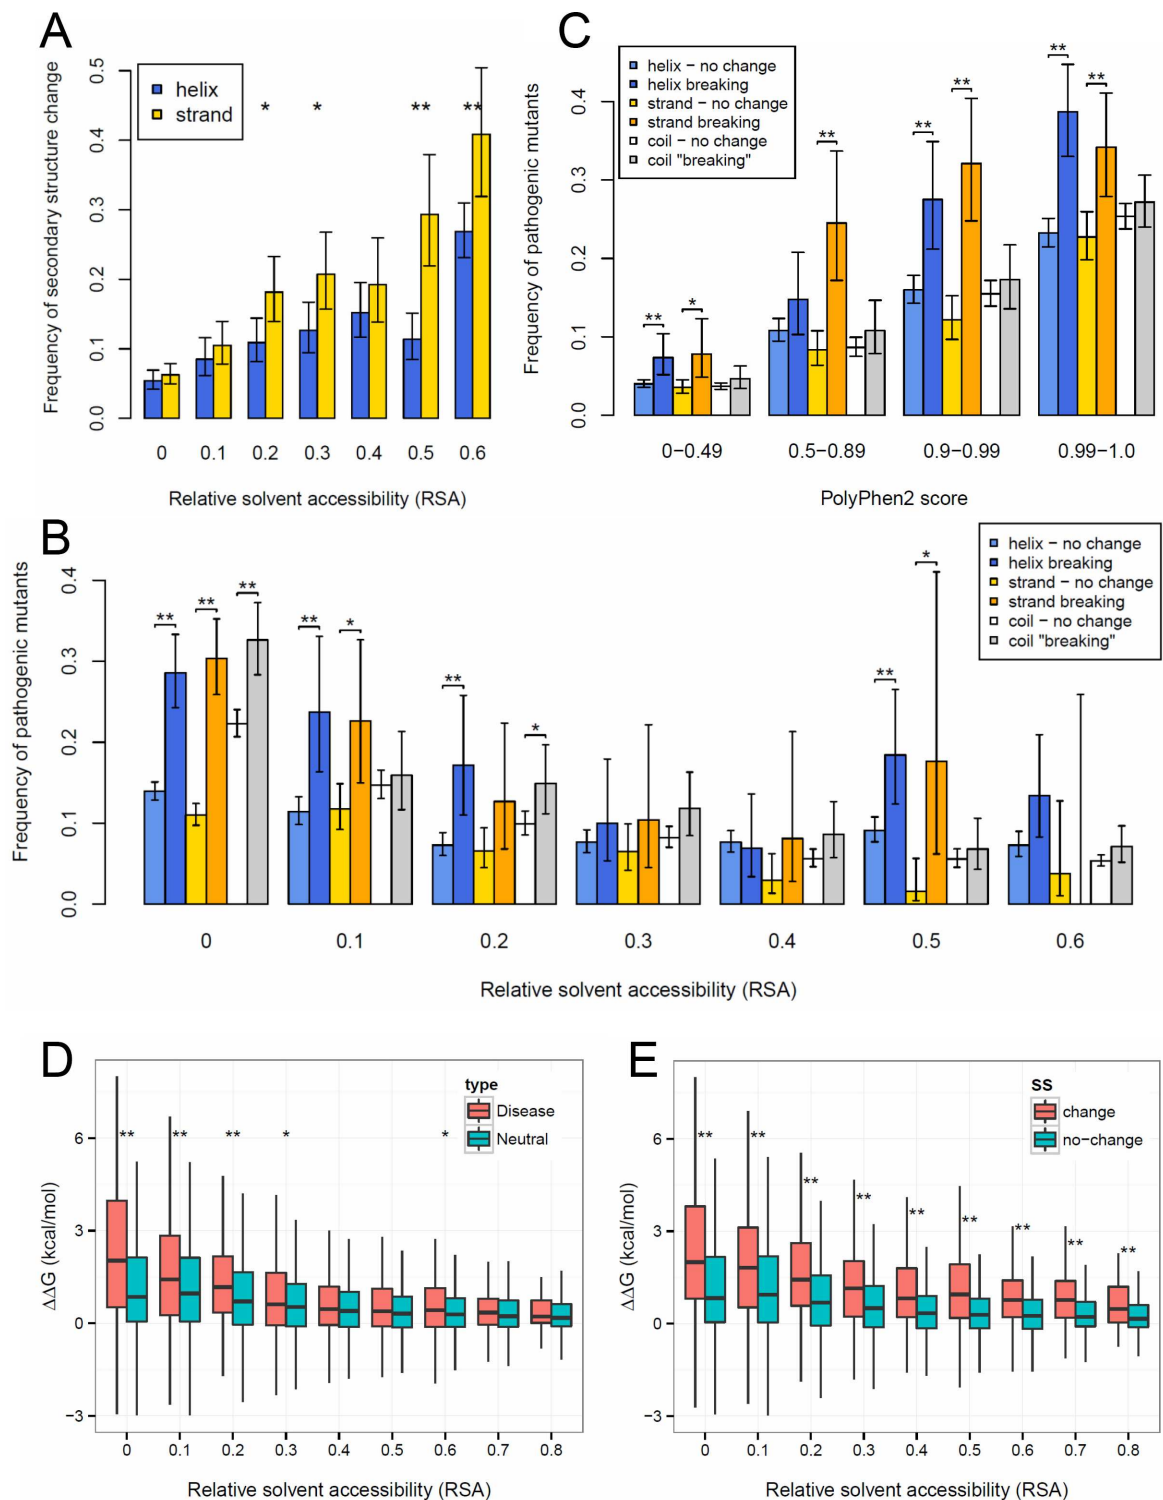 A
Frequency of secondary structure change
0.0
0.1
0.2
0.3
0.4
0.5
helix
strand
*
*
**
**
0
0.1
0.2
0.3
0.4
0.5
0.6
Relative solvent accessibility (RSA)
C
Frequency of pathogenic mutants
0.0
0.1
0.2
0.3
0.4
helix − no change
helix breaking
strand − no change
strand breaking
coil − no change
coil "breaking"
**
*
**
**
**
**
**
0−0.49
0.5−0.89
0.9−0.99
0.99−1.0
PolyPhen2 score
B
Frequency of pathogenic mutants
0.0
0.1
0.2
0.3
0.4
helix − no change
helix breaking
strand − no change
strand breaking
coil − no change
coil "breaking"
**
**
**
**
*
**
*
**
*
0
0.1
0.2
0.3
0.4
0.5
0.6
Relative solvent accessibility (RSA)
D
ΔΔG (kcal/mol)
6
3
0
−3
type
Disease
Neutral
**
**
**
*
*
0
0.1
0.2
0.3
0.4
0.5
0.6
0.7
0.8
Relative solvent accessibility (RSA)
E
ΔΔG (kcal/mol)
6
3
0
−3
SS
change
no−change
**
**
**
**
**
**
**
**
**
0
0.1
0.2
0.3
0.4
0.5
0.6
0.7
0.8
Relative solvent accessibility (RSA)